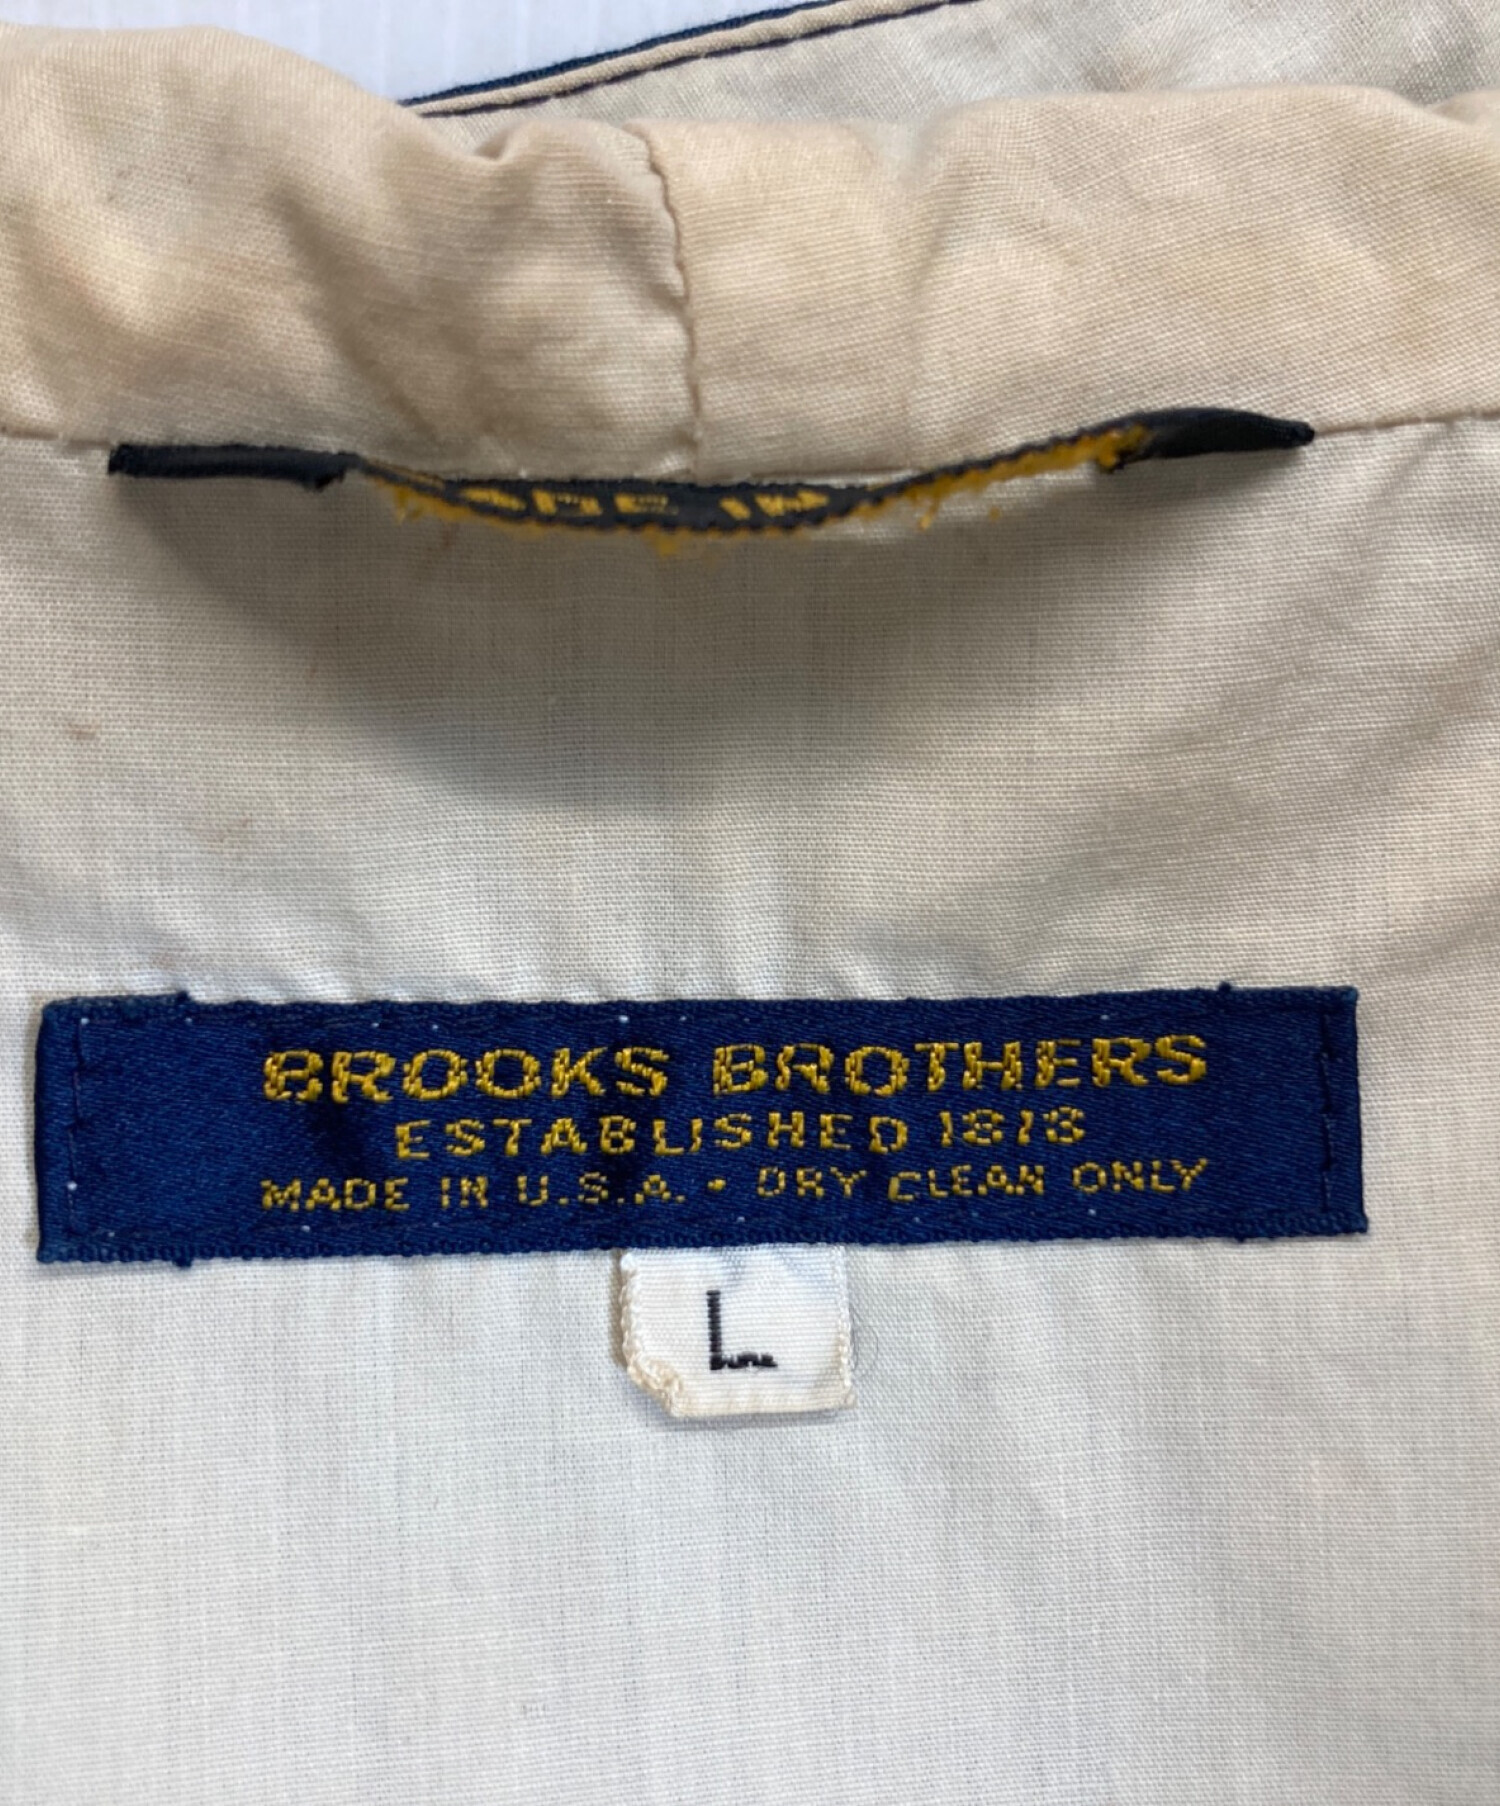 BROOKS BROTHERS
ESTABLISHED 1818
MADE IN U.S.A. • DRY CLEAN ONLY
L